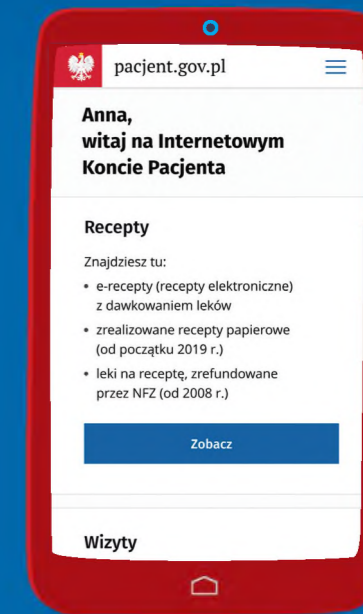 pacjent.gov.pl
Anna,
witaj na Internetowym
Koncie Pacjenta
Recepty
Znajdziesz tu:
• e-recepty (recepty elektroniczne)
z dawkowaniem leków
• zrealizowane recepty papierowe
(od początku 2019 r.)
• leki na receptę, zrefundowane
przez NFZ (od 2008 r.)
Zobacz
Wizyty